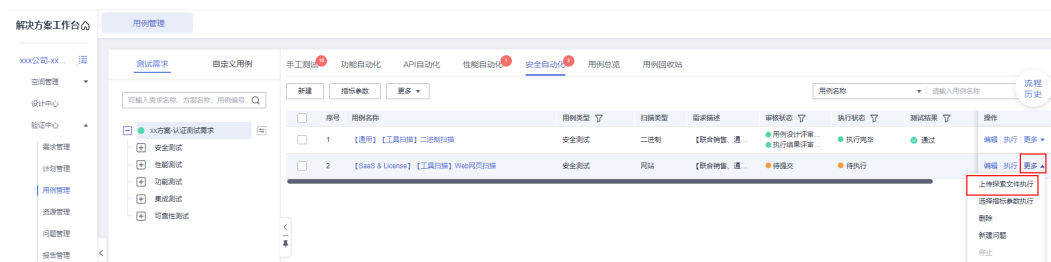 解决方案工作台
用例管理
xxx公司-xx...
空间管理
设计中心
验证中心
需求管理
计划管理
用例管理
资源管理
问题管理
报告管理
测试需求 自定义用例
可输入需求名称、方案名称、用例编号
xx方案-认证测试需求
安全测试
性能测试
功能测试
集成测试
可靠性测试
手工测试 功能自动化 API自动化 性能自动化 安全自动化 用例总览 用例回收站
新建 指标参数 更多
用例名称 请输入用例名称
流程
历史
序号 用例名称 用例类型 扫描类型 需求描述 审核状态 执行状态 测试结果 操作
1 【通用】【工具扫描】二进制扫描 安全测试 二进制 【联合销售、通... 用例设计评审... 执行结果评审... 执行完毕 通过 编辑 执行 更多
2 【SaaS & License】【工具扫描】Web网页扫描 安全测试 网站 【联合销售、通... 待提交 待执行 编辑 执行 更多
上传探索文件执行
选择指标参数执行
删除
新建问题
停止